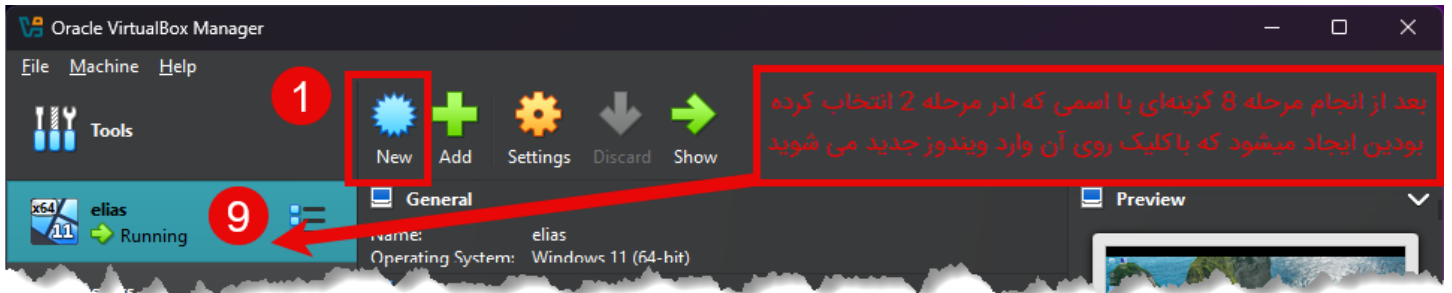 Oracle VirtualBox Manager
File Machine Help
1
Tools
New Add Settings Discard Show
بعد از انجام مرحله 8 گزینه‌ای با اسمی که ادر مرحله 2 انتخاب کرده
بودین ایجاد میشود که باکلیک روی آن وارد ویندوز جدید می شوید
x64
11
elias
Running
9
General
Name: elias
Operating System: Windows 11 (64-bit)
Preview